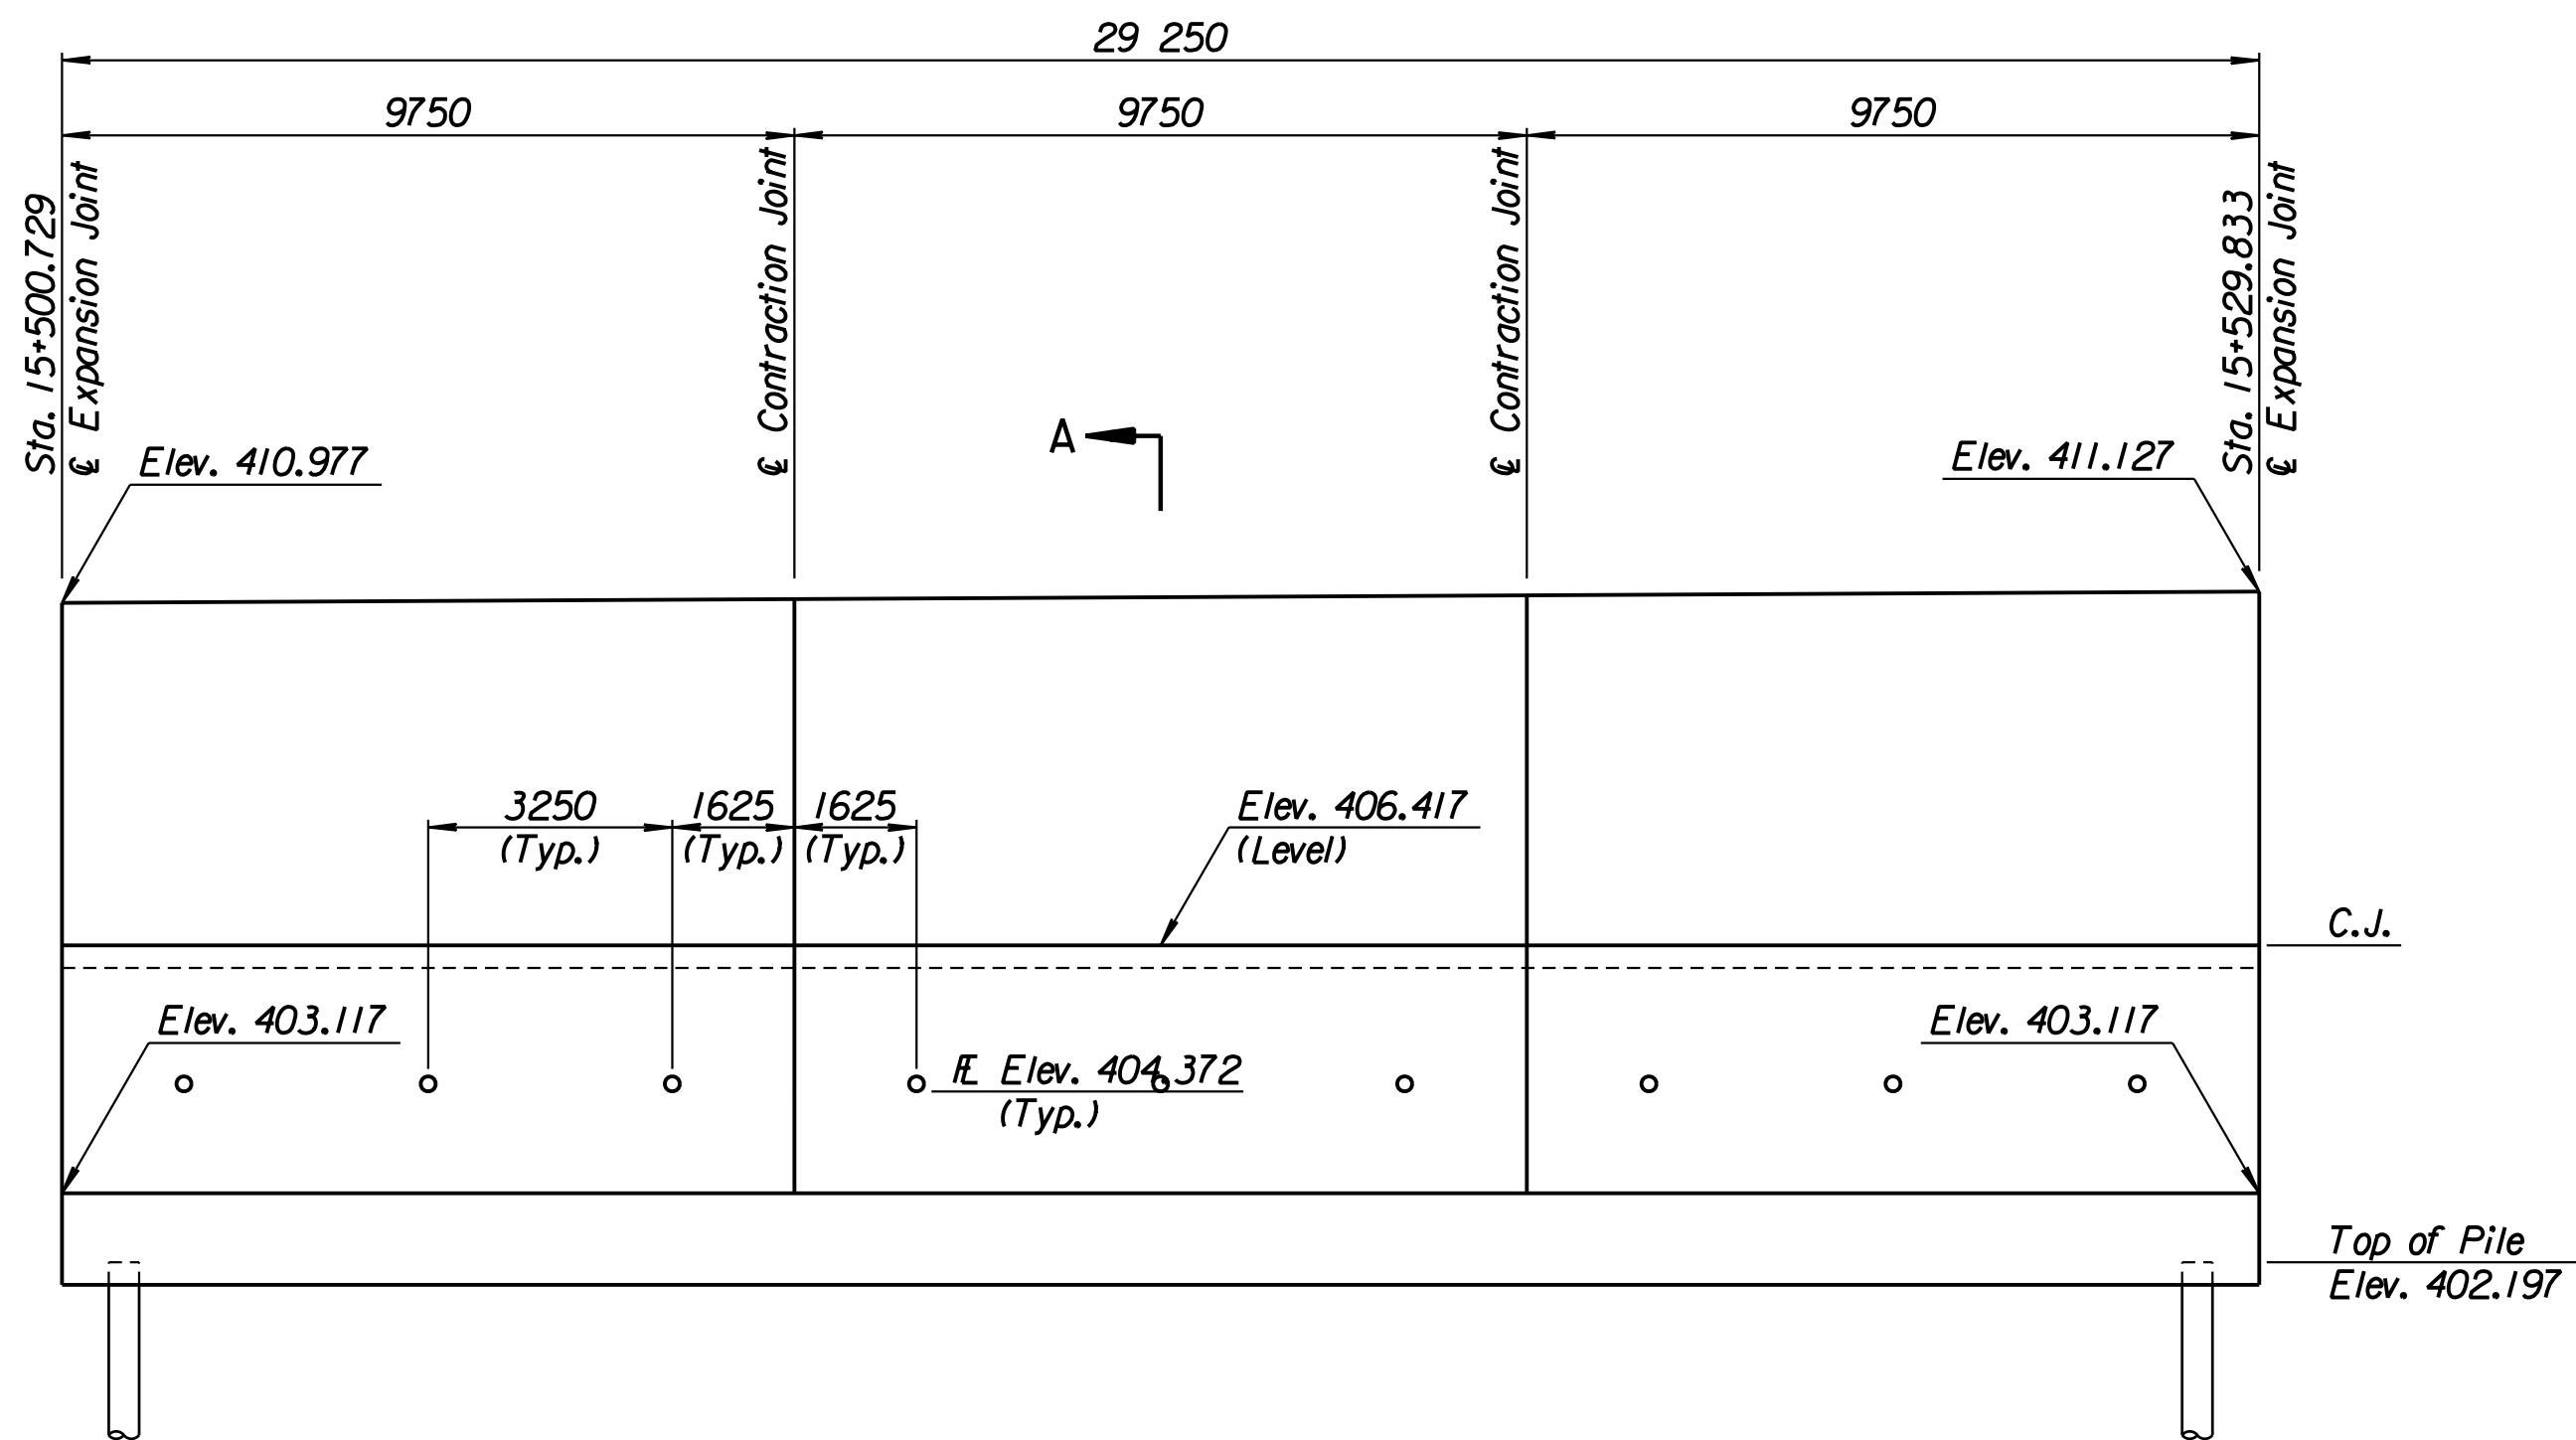 29 250
9750
9750
9750
Sta. 15+500.729
℄ Expansion Joint
℄ Contraction Joint
℄ Contraction Joint
Sta. 15+529.833
℄ Expansion Joint
A
Elev. 410.977
Elev. 411.127
3250
(Typ.)
1625
(Typ.)
1625
(Typ.)
Elev. 406.417
(Level)
C.J.
Elev. 403.117
Elev. 403.117
Elev. 404.372
(Typ.)
Top of Pile
Elev. 402.197